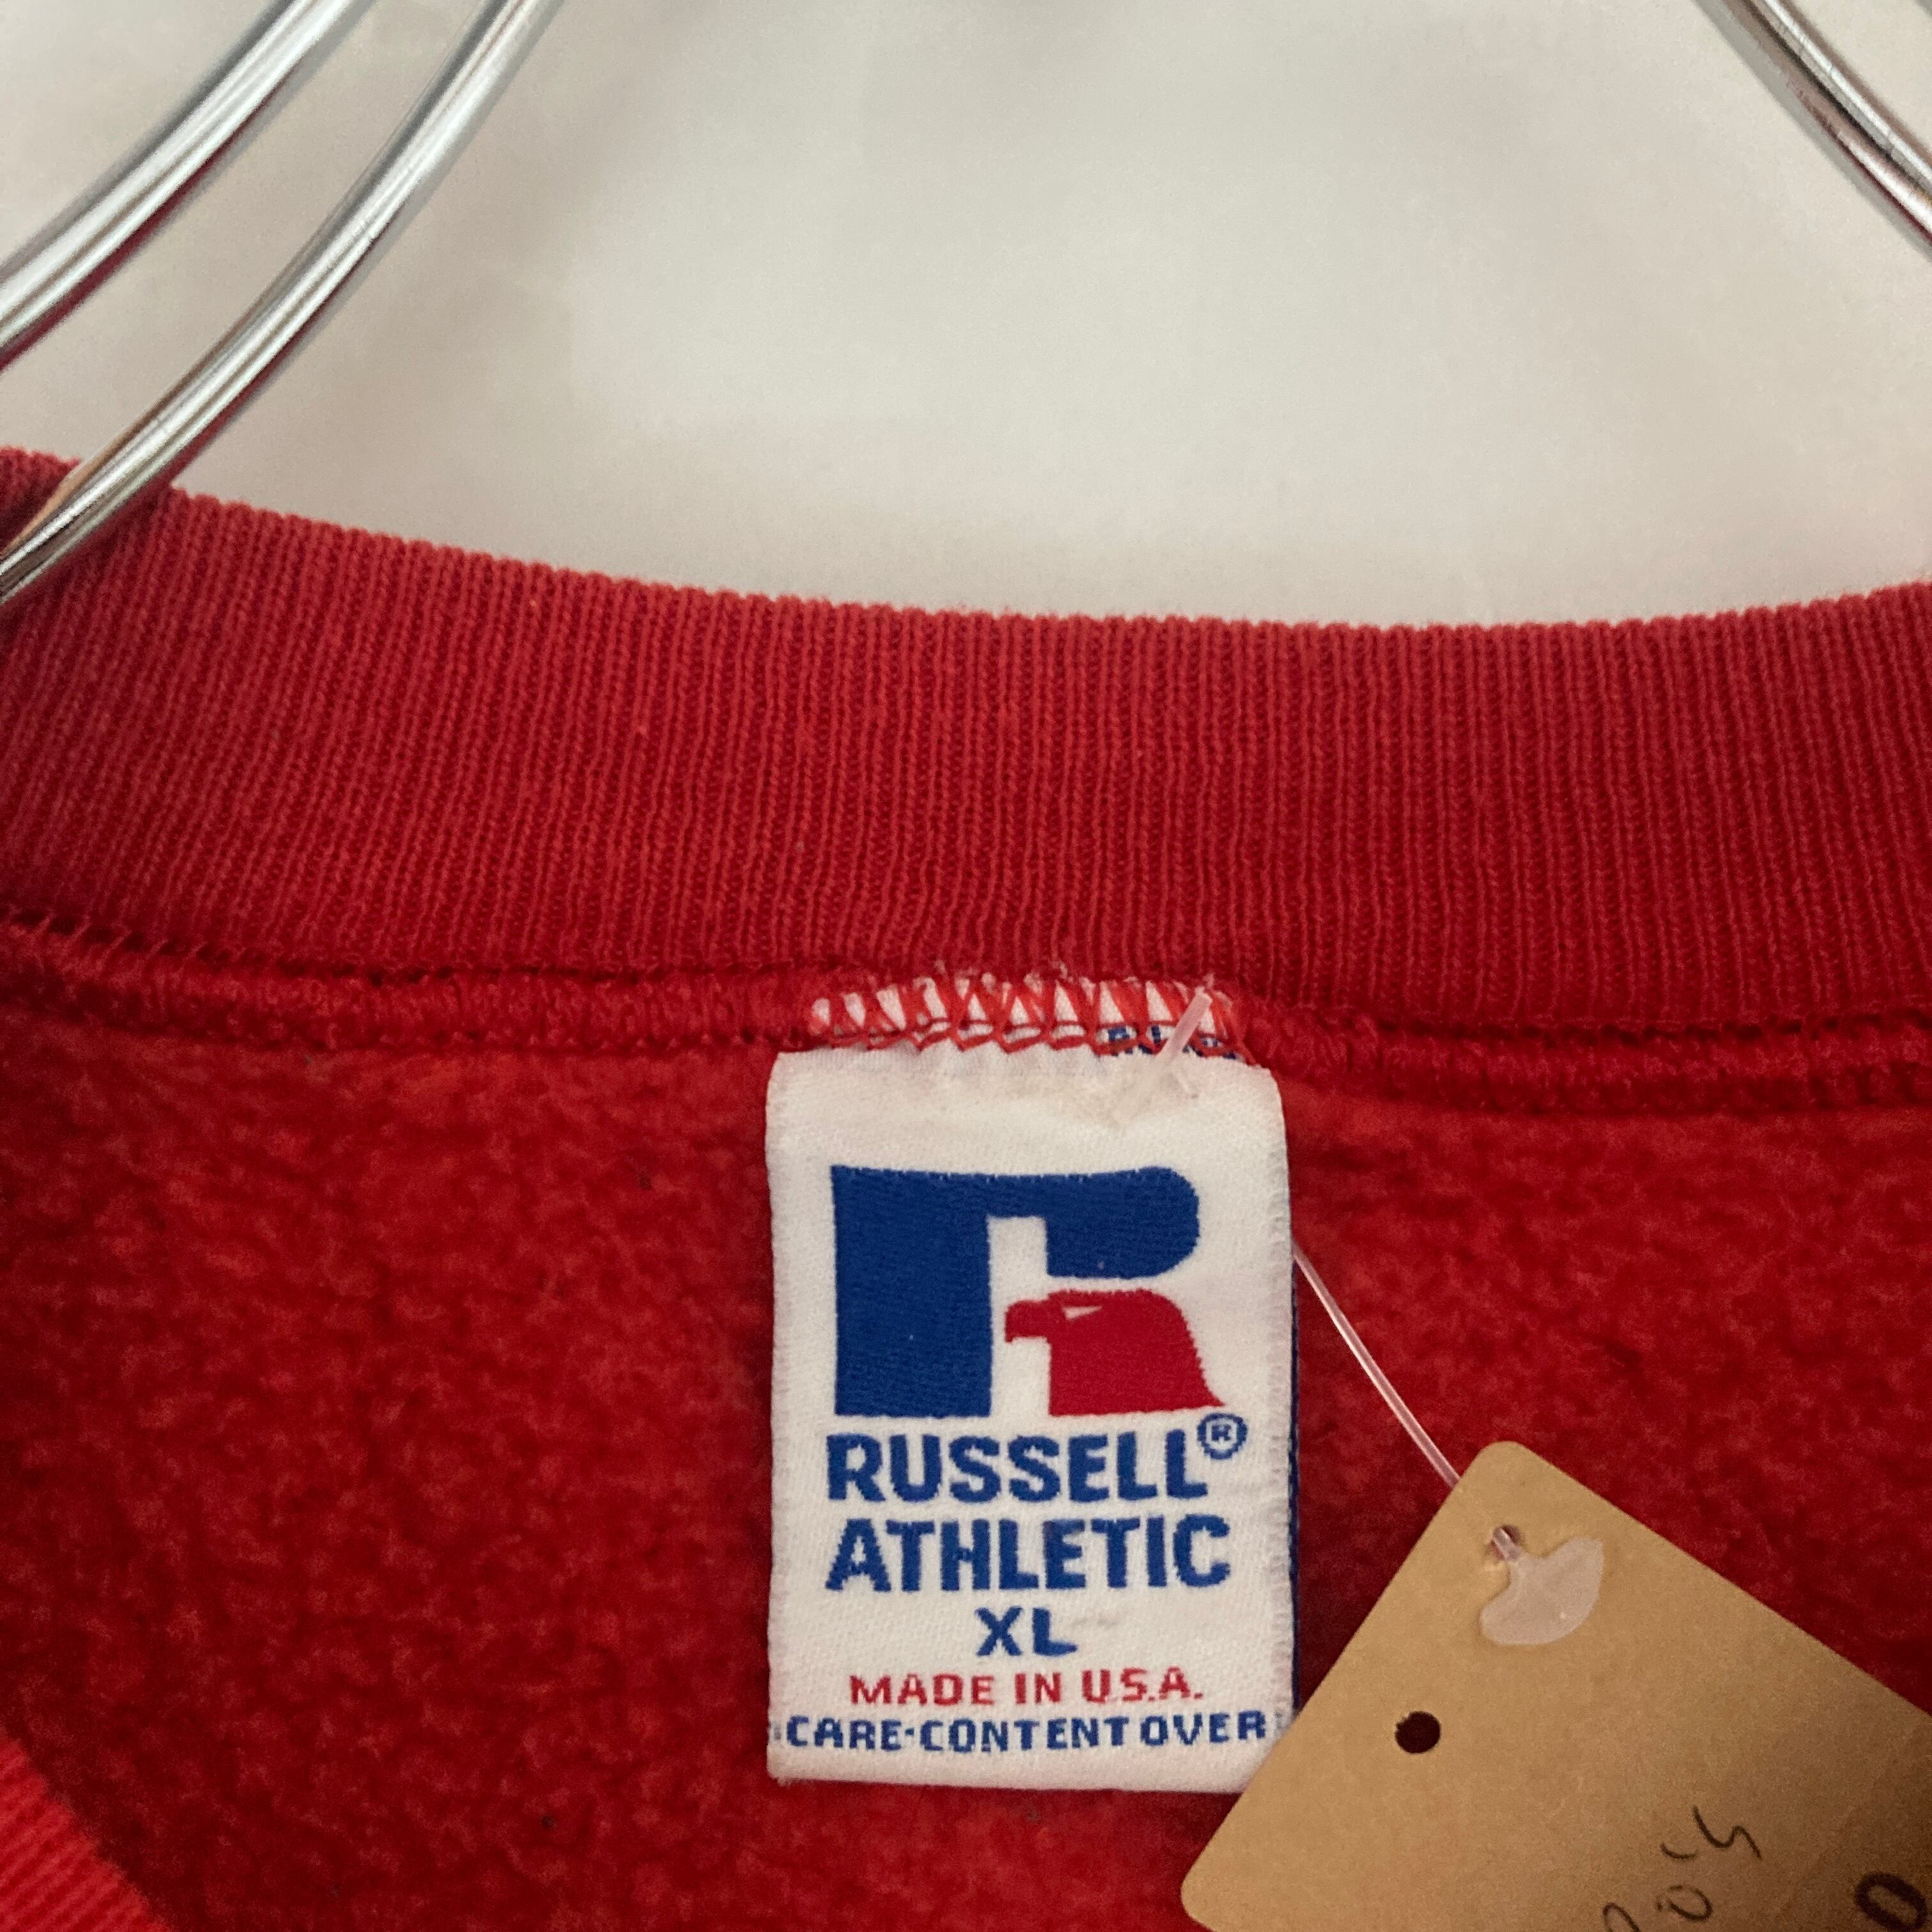 RUSSELL®
ATHLETIC
XL
MADE IN U.S.A.
CARE-CONTENT OVER